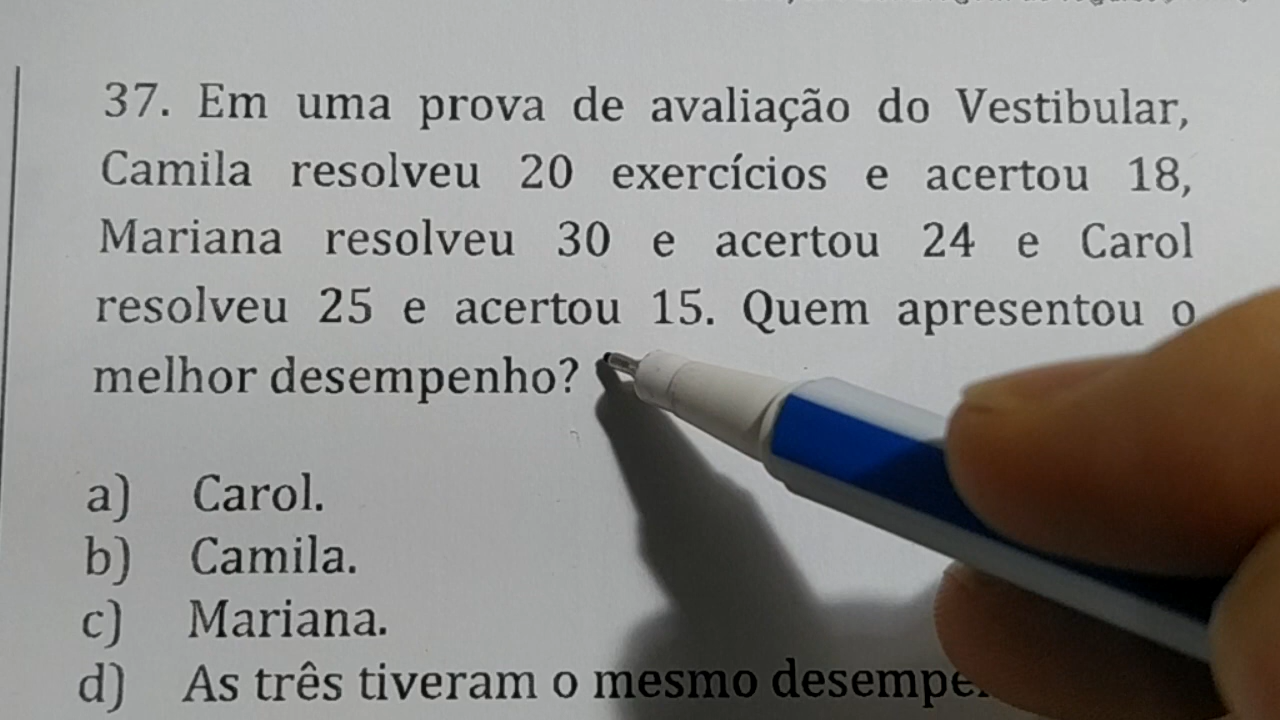 37. Em uma prova de avaliação do Vestibular,
Camila resolveu 20 exercícios e acertou 18,
Mariana resolveu 30 e acertou 24 e Carol
resolveu 25 e acertou 15. Quem apresentou o
melhor desempenho?
a) Carol.
b) Camila.
c) Mariana.
d) As três tiveram o mesmo